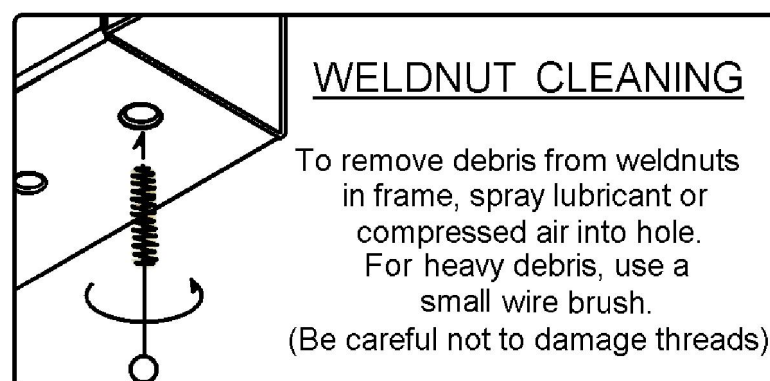 WELDNUT CLEANING
To remove debris from weldnuts
in frame, spray lubricant or
compressed air into hole.
For heavy debris, use a
small wire brush.
(Be careful not to damage threads)